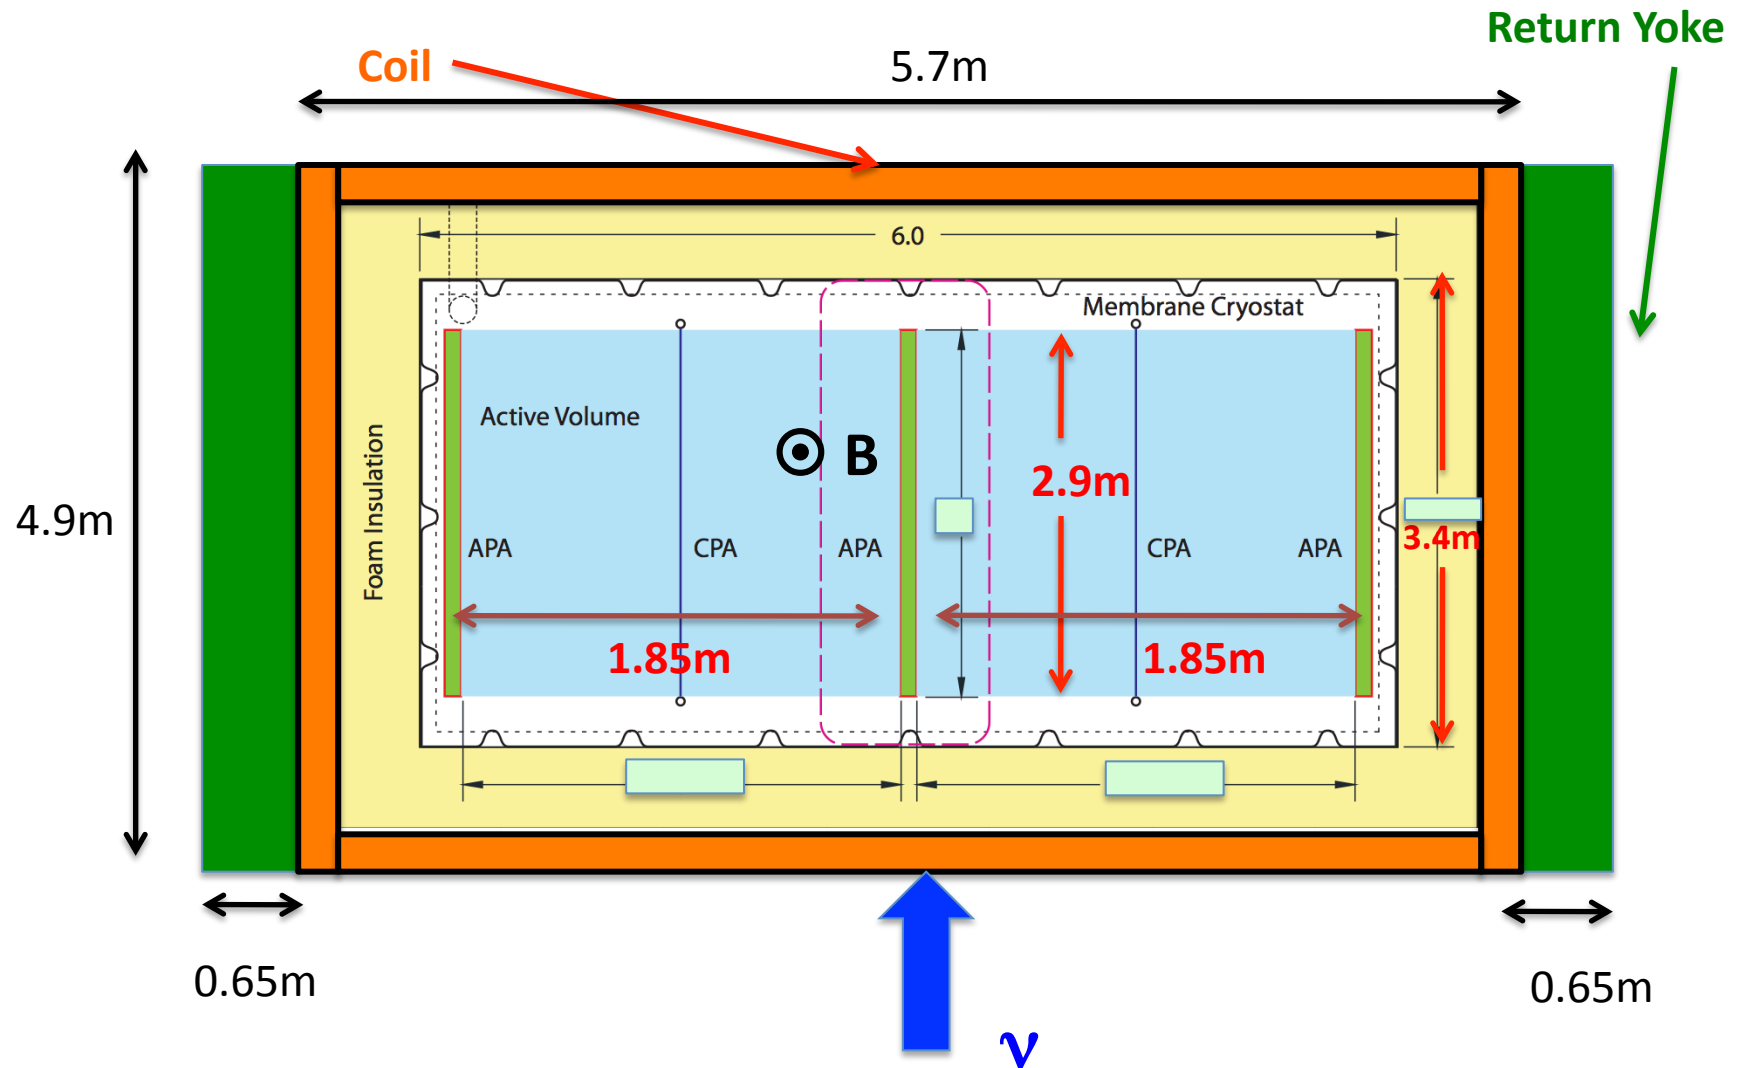 Return Yoke
Coil
5.7m
6.0
Membrane Cryostat
Active Volume
B
2.9m
Foam Insulation
4.9m
3.4m
APA
CPA
APA
CPA
APA
1.85m
1.85m
0.65m
0.65m
ν